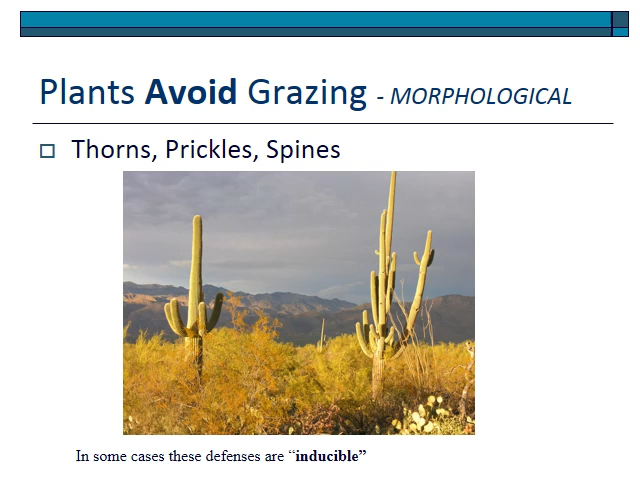 Plants Avoid Grazing - MORPHOLOGICAL
Thorns, Prickles, Spines
In some cases these defenses are “inducible”